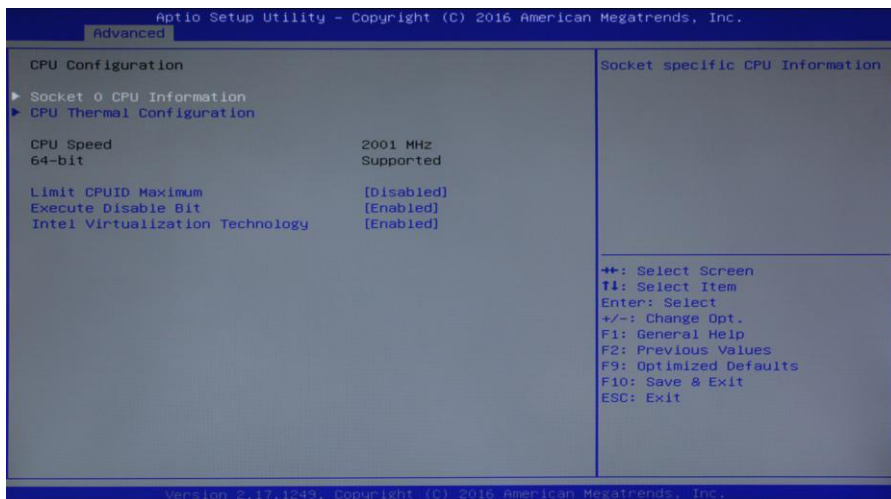 Aptio Setup Utility - Copyright (C) 2016 American Megatrends, Inc.
Advanced
CPU Configuration
Socket 0 CPU Information
CPU Thermal Configuration
CPU Speed 2001 MHz
64-bit Supported
Limit CPUID Maximum [Disabled]
Execute Disable Bit [Enabled]
Intel Virtualization Technology [Enabled]
Socket specific CPU Information
→←: Select Screen
↑↓: Select Item
Enter: Select
+/-: Change Opt.
F1: General Help
F2: Previous Values
F9: Optimized Defaults
F10: Save & Exit
ESC: Exit
Version 2.17.1249. Copyright (C) 2016 American Megatrends, Inc.